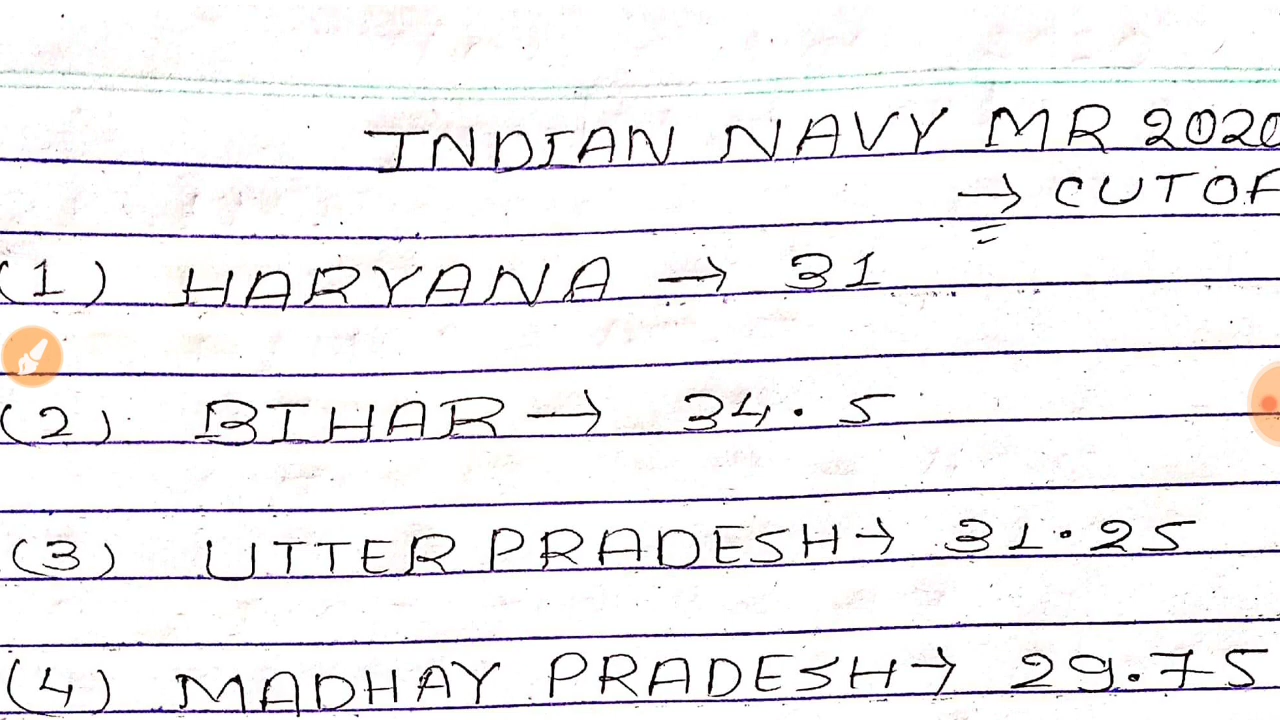 INDIAN NAVY MR 2020
→ CUTOF
(1) HARYANA → 31
(2) BIHAR → 34.5
(3) UTTER PRADESH → 31.25
(4) MADHAY PRADESH → 29.75